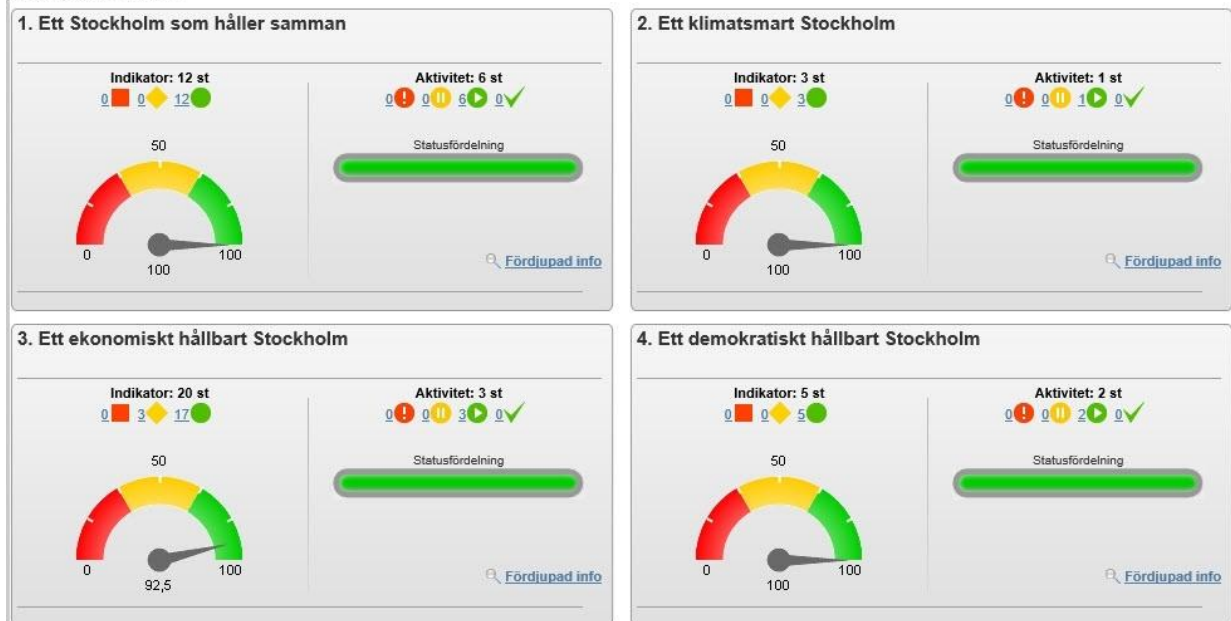 1. Ett Stockholm som håller samman
Indikator: 12 st
0 0 12
50
0 100
100
Aktivitet: 6 st
0 0 6 0
Statusfördelning
Fördjupad info
2. Ett klimatsmart Stockholm
Indikator: 3 st
0 0 3
50
0 100
100
Aktivitet: 1 st
0 0 1 0
Statusfördelning
Fördjupad info
3. Ett ekonomiskt hållbart Stockholm
Indikator: 20 st
0 3 17
50
0 100
92,5
Aktivitet: 3 st
0 0 3 0
Statusfördelning
Fördjupad info
4. Ett demokratiskt hållbart Stockholm
Indikator: 5 st
0 0 5
50
0 100
100
Aktivitet: 2 st
0 0 2 0
Statusfördelning
Fördjupad info